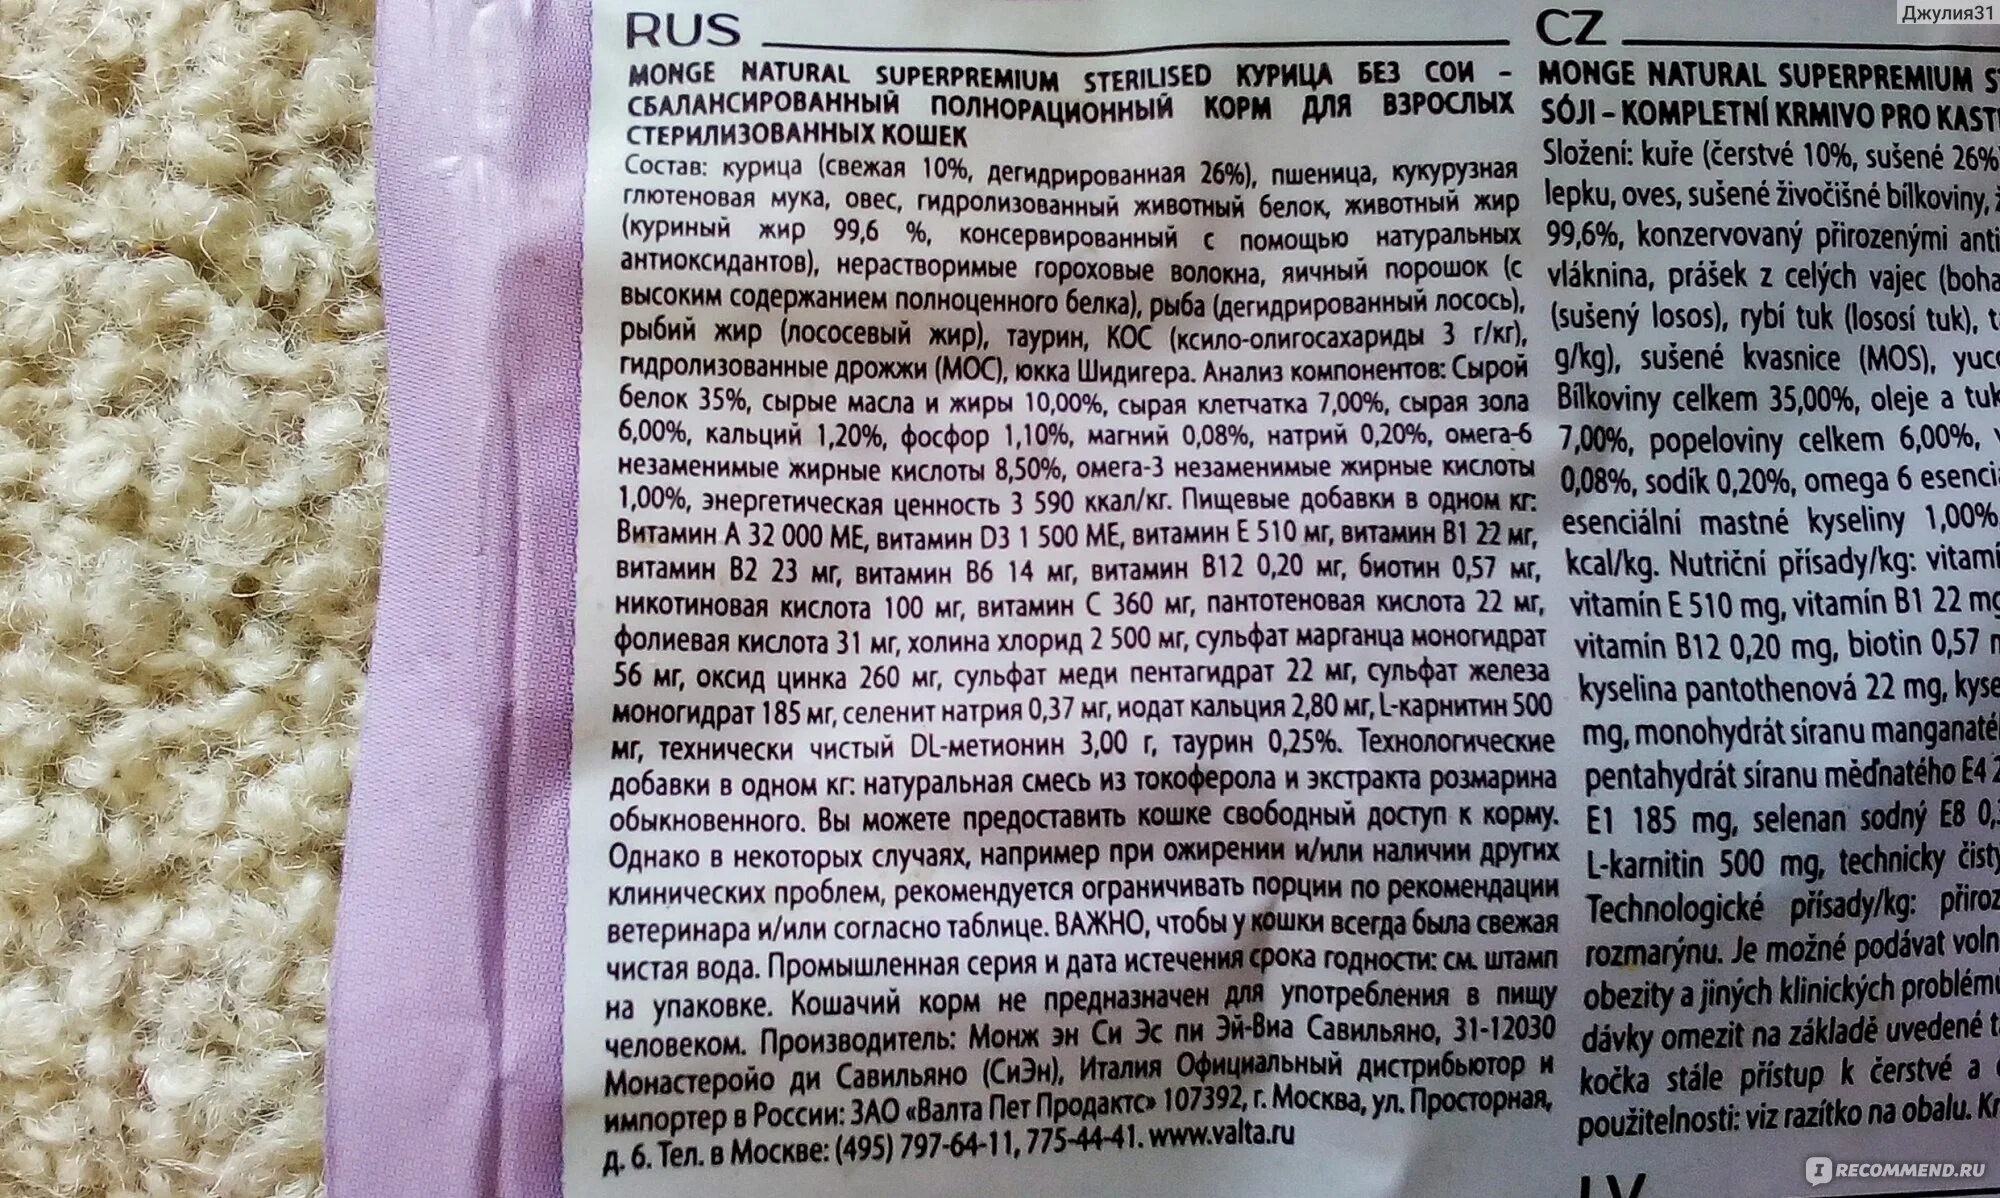 Джулия31
RUS
MONGE NATURAL SUPERPREMIUM STERILISED КУРИЦА БЕЗ СОИ –
СБАЛАНСИРОВАННЫЙ ПОЛНОРАЦИОННЫЙ КОРМ ДЛЯ ВЗРОСЛЫХ
СТЕРИЛИЗОВАННЫХ КОШЕК
Состав: курица (свежая 10%, дегидрированная 26%), пшеница, кукурузная
глютеновая мука, овес, гидролизованный животный белок, животный жир
(куриный жир 99,6 %, консервированный с помощью натуральных
антиоксидантов), нерастворимые гороховые волокна, яичный порошок (с
высоким содержанием полноценного белка), рыба (дегидрированный лосось),
рыбий жир (лососевый жир), таурин, КОС (ксило-олигосахариды 3 г/кг),
гидролизованные дрожжи (МОС), юкка Шидигера. Анализ компонентов: Сырой
белок 35%, сырые масла и жиры 10,00%, сырая клетчатка 7,00%, сырая зола
6,00%, кальций 1,20%, фосфор 1,10%, магний 0,08%, натрий 0,20%, омега-6
незаменимые жирные кислоты 8,50%, омега-3 незаменимые жирные кислоты
1,00%, энергетическая ценность 3 590 ккал/кг. Пищевые добавки в одном кг:
Витамин А 32 000 МЕ, витамин D3 1 500 МЕ, витамин Е 510 мг, витамин В1 22 мг,
витамин В2 23 мг, витамин В6 14 мг, витамин В12 0,20 мг, биотин 0,57 мг,
никотиновая кислота 100 мг, витамин С 360 мг, пантотеновая кислота 22 мг,
фолиевая кислота 31 мг, холина хлорид 2 500 мг, сульфат марганца моногидрат
56 мг, оксид цинка 260 мг, сульфат меди пентагидрат 22 мг, сульфат железа
моногидрат 185 мг, селенит натрия 0,37 мг, иодат кальция 2,80 мг, L-карнитин 500
мг, технически чистый DL-метионин 3,00 г, таурин 0,25%. Технологические
добавки в одном кг: натуральная смесь из токоферола и экстракта розмарина
обыкновенного. Вы можете предоставить кошке свободный доступ к корму.
Однако в некоторых случаях, например при ожирении и/или наличии других
клинических проблем, рекомендуется ограничивать порции по рекомендации
ветеринара и/или согласно таблице. ВАЖНО, чтобы у кошки всегда была свежая
чистая вода. Промышленная серия и дата истечения срока годности: см. штамп
на упаковке. Кошачий корм не предназначен для употребления в пищу
человеком. Производитель: Монж эн Си Эс пи Эй-Виа Савильяно, 31-12030
Монастеройо ди Савильяно (СиЭн), Италия Официальный дистрибьютор и
импортер в России: ЗАО «Валта Пет Продактс» 107392, г. Москва, ул. Просторная,
д. 6. Тел. в Москве: (495) 797-64-11, 775-44-41. www.valta.ru
CZ
MONGE NATURAL SUPERPREMIUM
SÓJI – KOMPLETNÍ KRMIVO PRO
Složení: kuře (čerstvé 10%, sušené 26%
lepku, oves, sušené živočišné bílkoviny,
99,6%, konzervovaný přirozenými
vláknina, prášek z celých vajec
(sušený losos), rybí tuk (lososí tuk),
g/kg), sušené kvasnice (MOS),
Bílkoviny celkem 35,00%, oleje a
7,00%, popeloviny celkem 6,00%,
0,08%, sodík 0,20%, omega 6
esenciální mastné kyseliny 1,00%
kcal/kg. Nutriční přísady/kg:
vitamín E 510 mg, vitamín B1 22
vitamín B12 0,20 mg, biotin 0,57
kyselina pantothenová 22 mg,
mg, monohydrát síranu
pentahydrát síranu měďnatého E4
E1 185 mg, selenan sodný E8
L-karnitin 500 mg, technicky
Technologické přísady/kg:
rozmarýnu. Je možné podávat
obezity a jiných klinických
dávky omezit na základě uvedené
kočka stále přístup k čerstvé a
použitelnosti: viz razítko na obalu.
LV
IRECOMMEND.RU